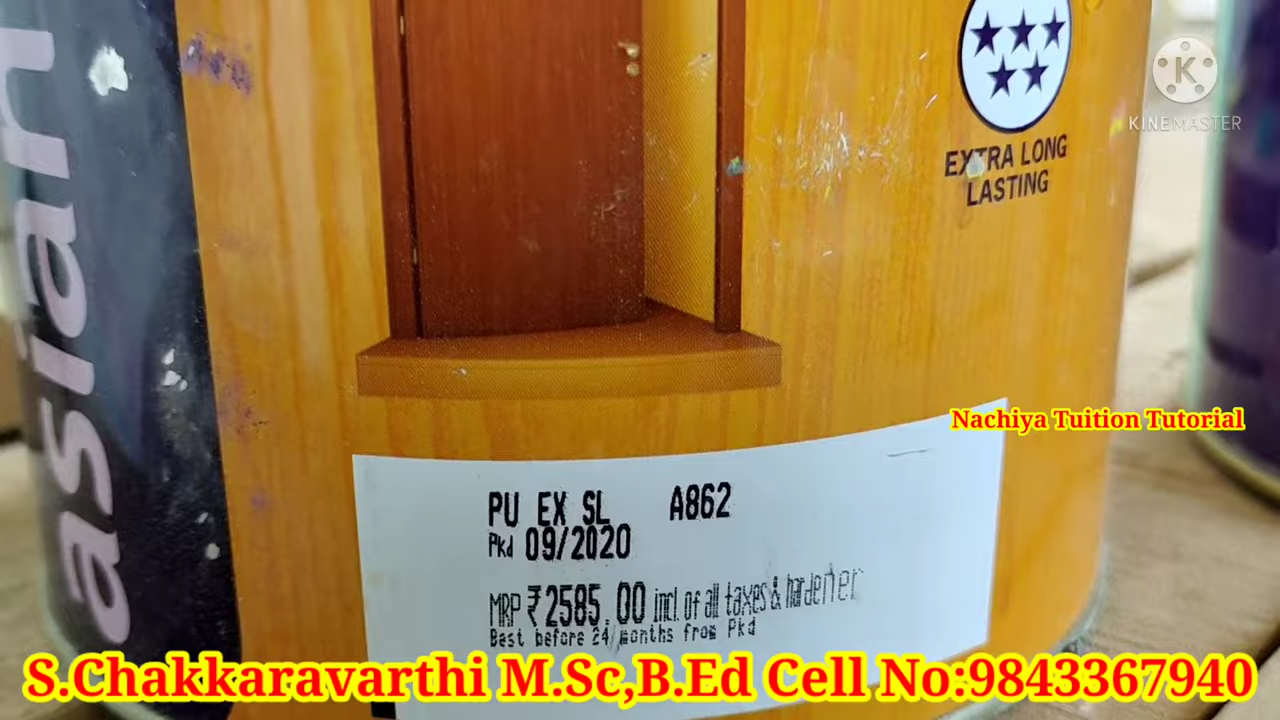 asian
EXTRA LONG
LASTING
KINEMASTER
Nachiya Tuition Tutorial
PU EX SL A862
Pkd 09/2020
MRP ₹2585.00 incl. of all taxes & hardener
Best before 24 months from Pkd
S.Chakkaravarthi M.Sc,B.Ed Cell No:9843367940